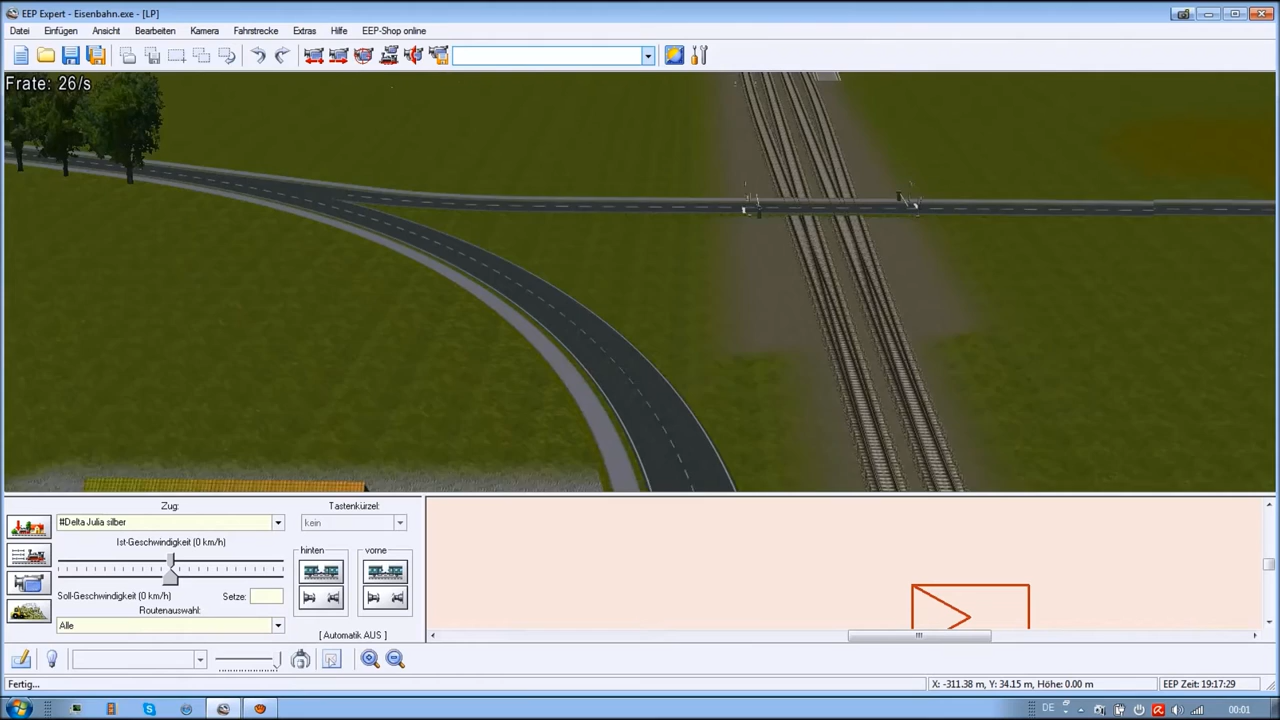 EEP Expert - Eisenbahn.exe - [LP]
Datei Einfügen Ansicht Bearbeiten Kamera Fahrstrecke Extras Hilfe EEP-Shop online
Frate: 26/s
Zug:
Tastenkürzel:
#Delta Julia silber
kein
Ist-Geschwindigkeit (0 km/h)
hinten
vorne
Soll-Geschwindigkeit (0 km/h)
Setze:
Routenauswahl:
Alle
[ Automatik AUS ]
Fertig...
X: -311.38 m, Y: 34.15 m, Höhe: 0.00 m
EEP Zeit: 19:17:29
DE
00:01